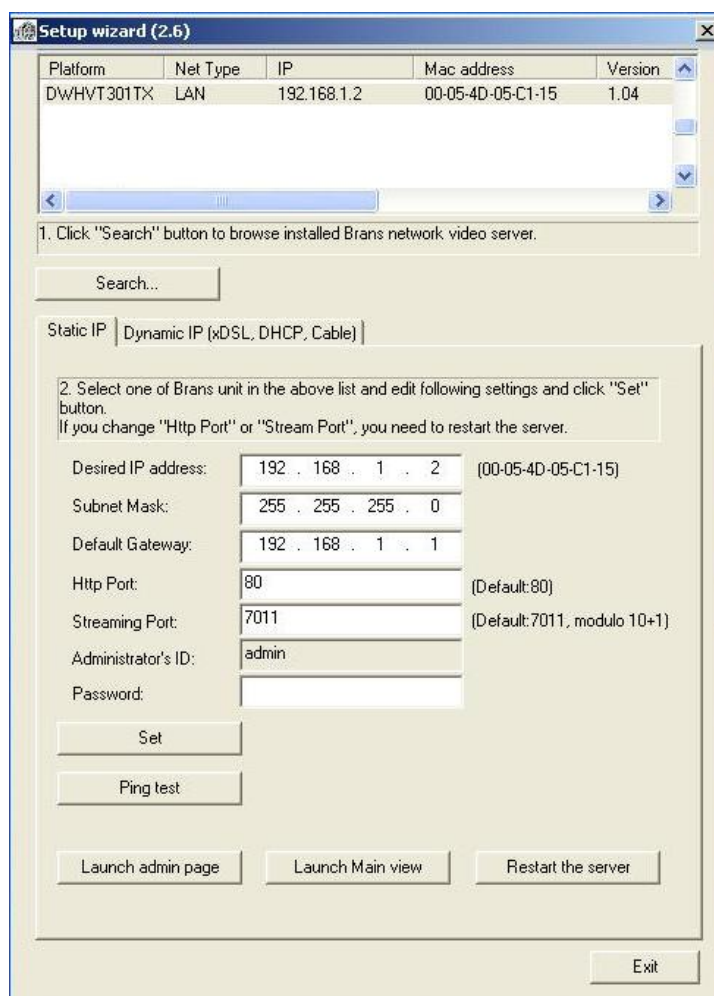 Setup wizard (2.6)
Platform Net Type IP Mac address Version
DWHVT301TX LAN 192.168.1.2 00-05-4D-05-C1-15 1.04
1. Click "Search" button to browse installed Brans network video server.
Search...
Static IP Dynamic IP (xDSL, DHCP, Cable)
2. Select one of Brans unit in the above list and edit following settings and click "Set"
button.
If you change "Http Port" or "Stream Port", you need to restart the server.
Desired IP address: 192 . 168 . 1 . 2 (00-05-4D-05-C1-15)
Subnet Mask: 255 . 255 . 255 . 0
Default Gateway: 192 . 168 . 1 . 1
Http Port: 80 (Default:80)
Streaming Port: 7011 (Default:7011, modulo 10+1)
Administrator's ID: admin
Password:
Set
Ping test
Launch admin page Launch Main view Restart the server
Exit